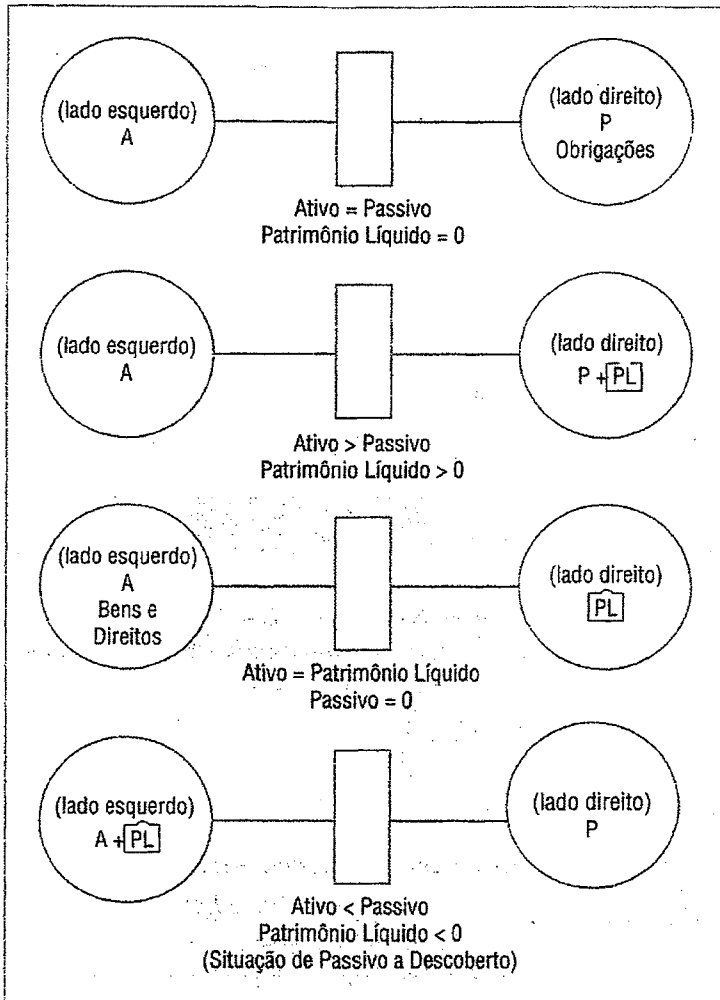 (lado esquerdo)
A
(lado direito)
P
Obrigações
Ativo = Passivo
Patrimônio Líquido = 0
(lado esquerdo)
A
(lado direito)
P + PL
Ativo > Passivo
Patrimônio Líquido > 0
(lado esquerdo)
A
Bens e
Direitos
(lado direito)
PL
Ativo = Patrimônio Líquido
Passivo = 0
(lado esquerdo)
A + PL
(lado direito)
P
Ativo < Passivo
Patrimônio Líquido < 0
(Situação de Passivo a Descoberto)